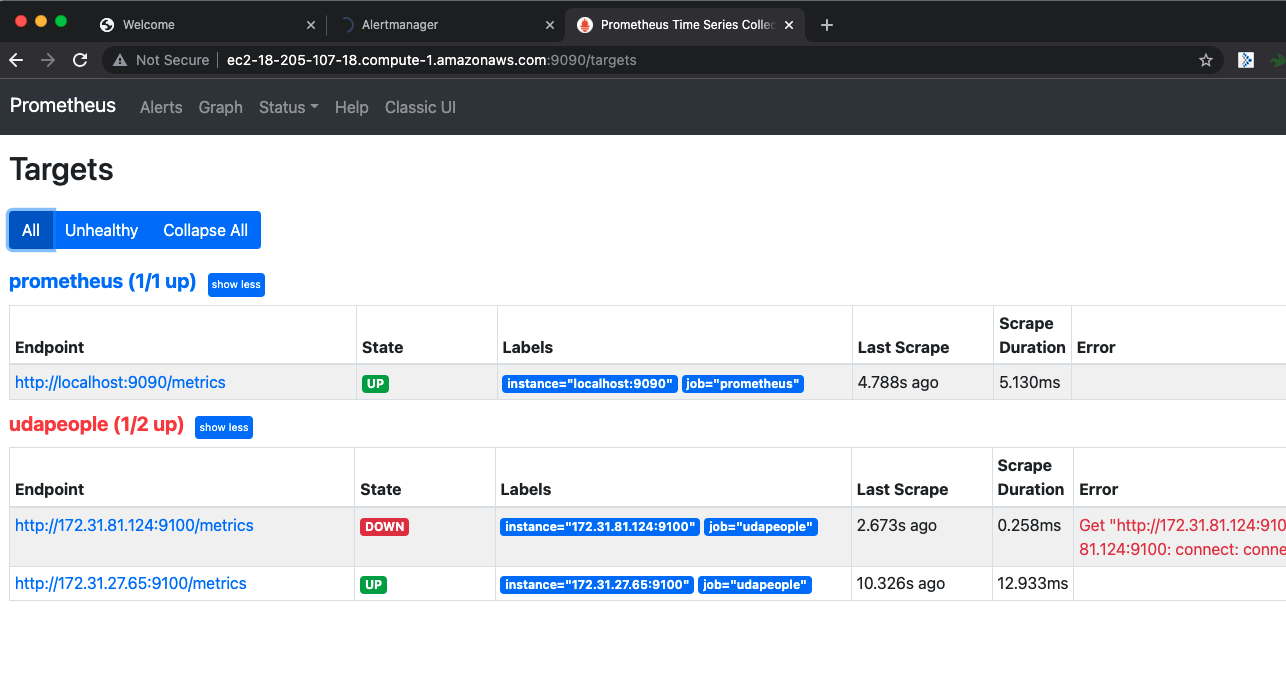 Welcome
Alertmanager
Prometheus Time Series Collec
Not Secure ec2-18-205-107-18.compute-1.amazonaws.com:9090/targets
Prometheus Alerts Graph Status Help Classic UI
Targets
All Unhealthy Collapse All
prometheus (1/1 up) show less
Endpoint State Labels Last Scrape Scrape Duration Error
http://localhost:9090/metrics UP instance="localhost:9090" job="prometheus" 4.788s ago 5.130ms
udapeople (1/2 up) show less
Endpoint State Labels Last Scrape Scrape Duration Error
http://172.31.81.124:9100/metrics DOWN instance="172.31.81.124:9100" job="udapeople" 2.673s ago 0.258ms Get "http://172.31.81.124:910
81.124:9100: connect: conne
http://172.31.27.65:9100/metrics UP instance="172.31.27.65:9100" job="udapeople" 10.326s ago 12.933ms